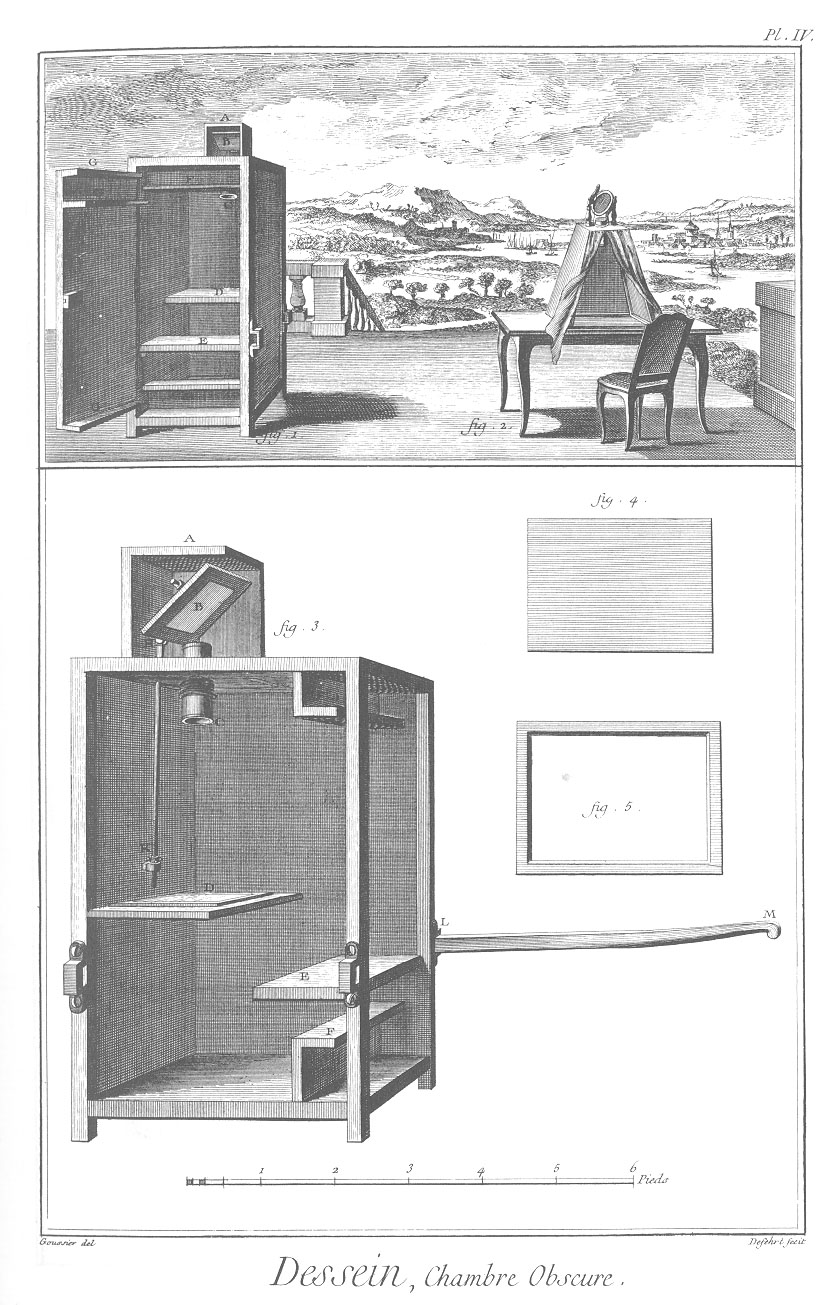 Pl. IV.
A
B
G
F
C
D
E
G
fig. 1
fig. 2.
fig. 4.
A
B
fig. 3.
C
K
D
L
M
E
F
fig. 5.
1 2 3 4 5 6 Pieds
Goussier del
Defehrt fecit
Dessein, Chambre Obscure.